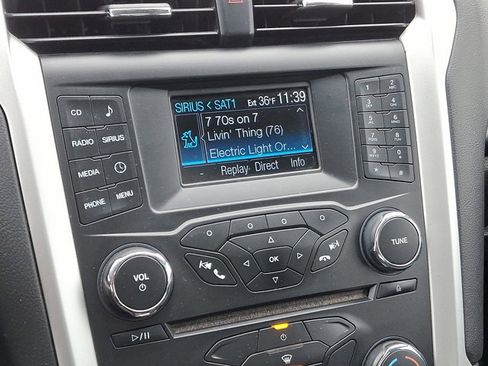 SIRIUS < SAT1 Ext 36°F 11:39
7 70s on 7
Livin' Thing (76)
Electric Light Or...
Replay Direct Info
CD
RADIO SIRIUS
MEDIA
PHONE MENU
VOL
OK
TUNE